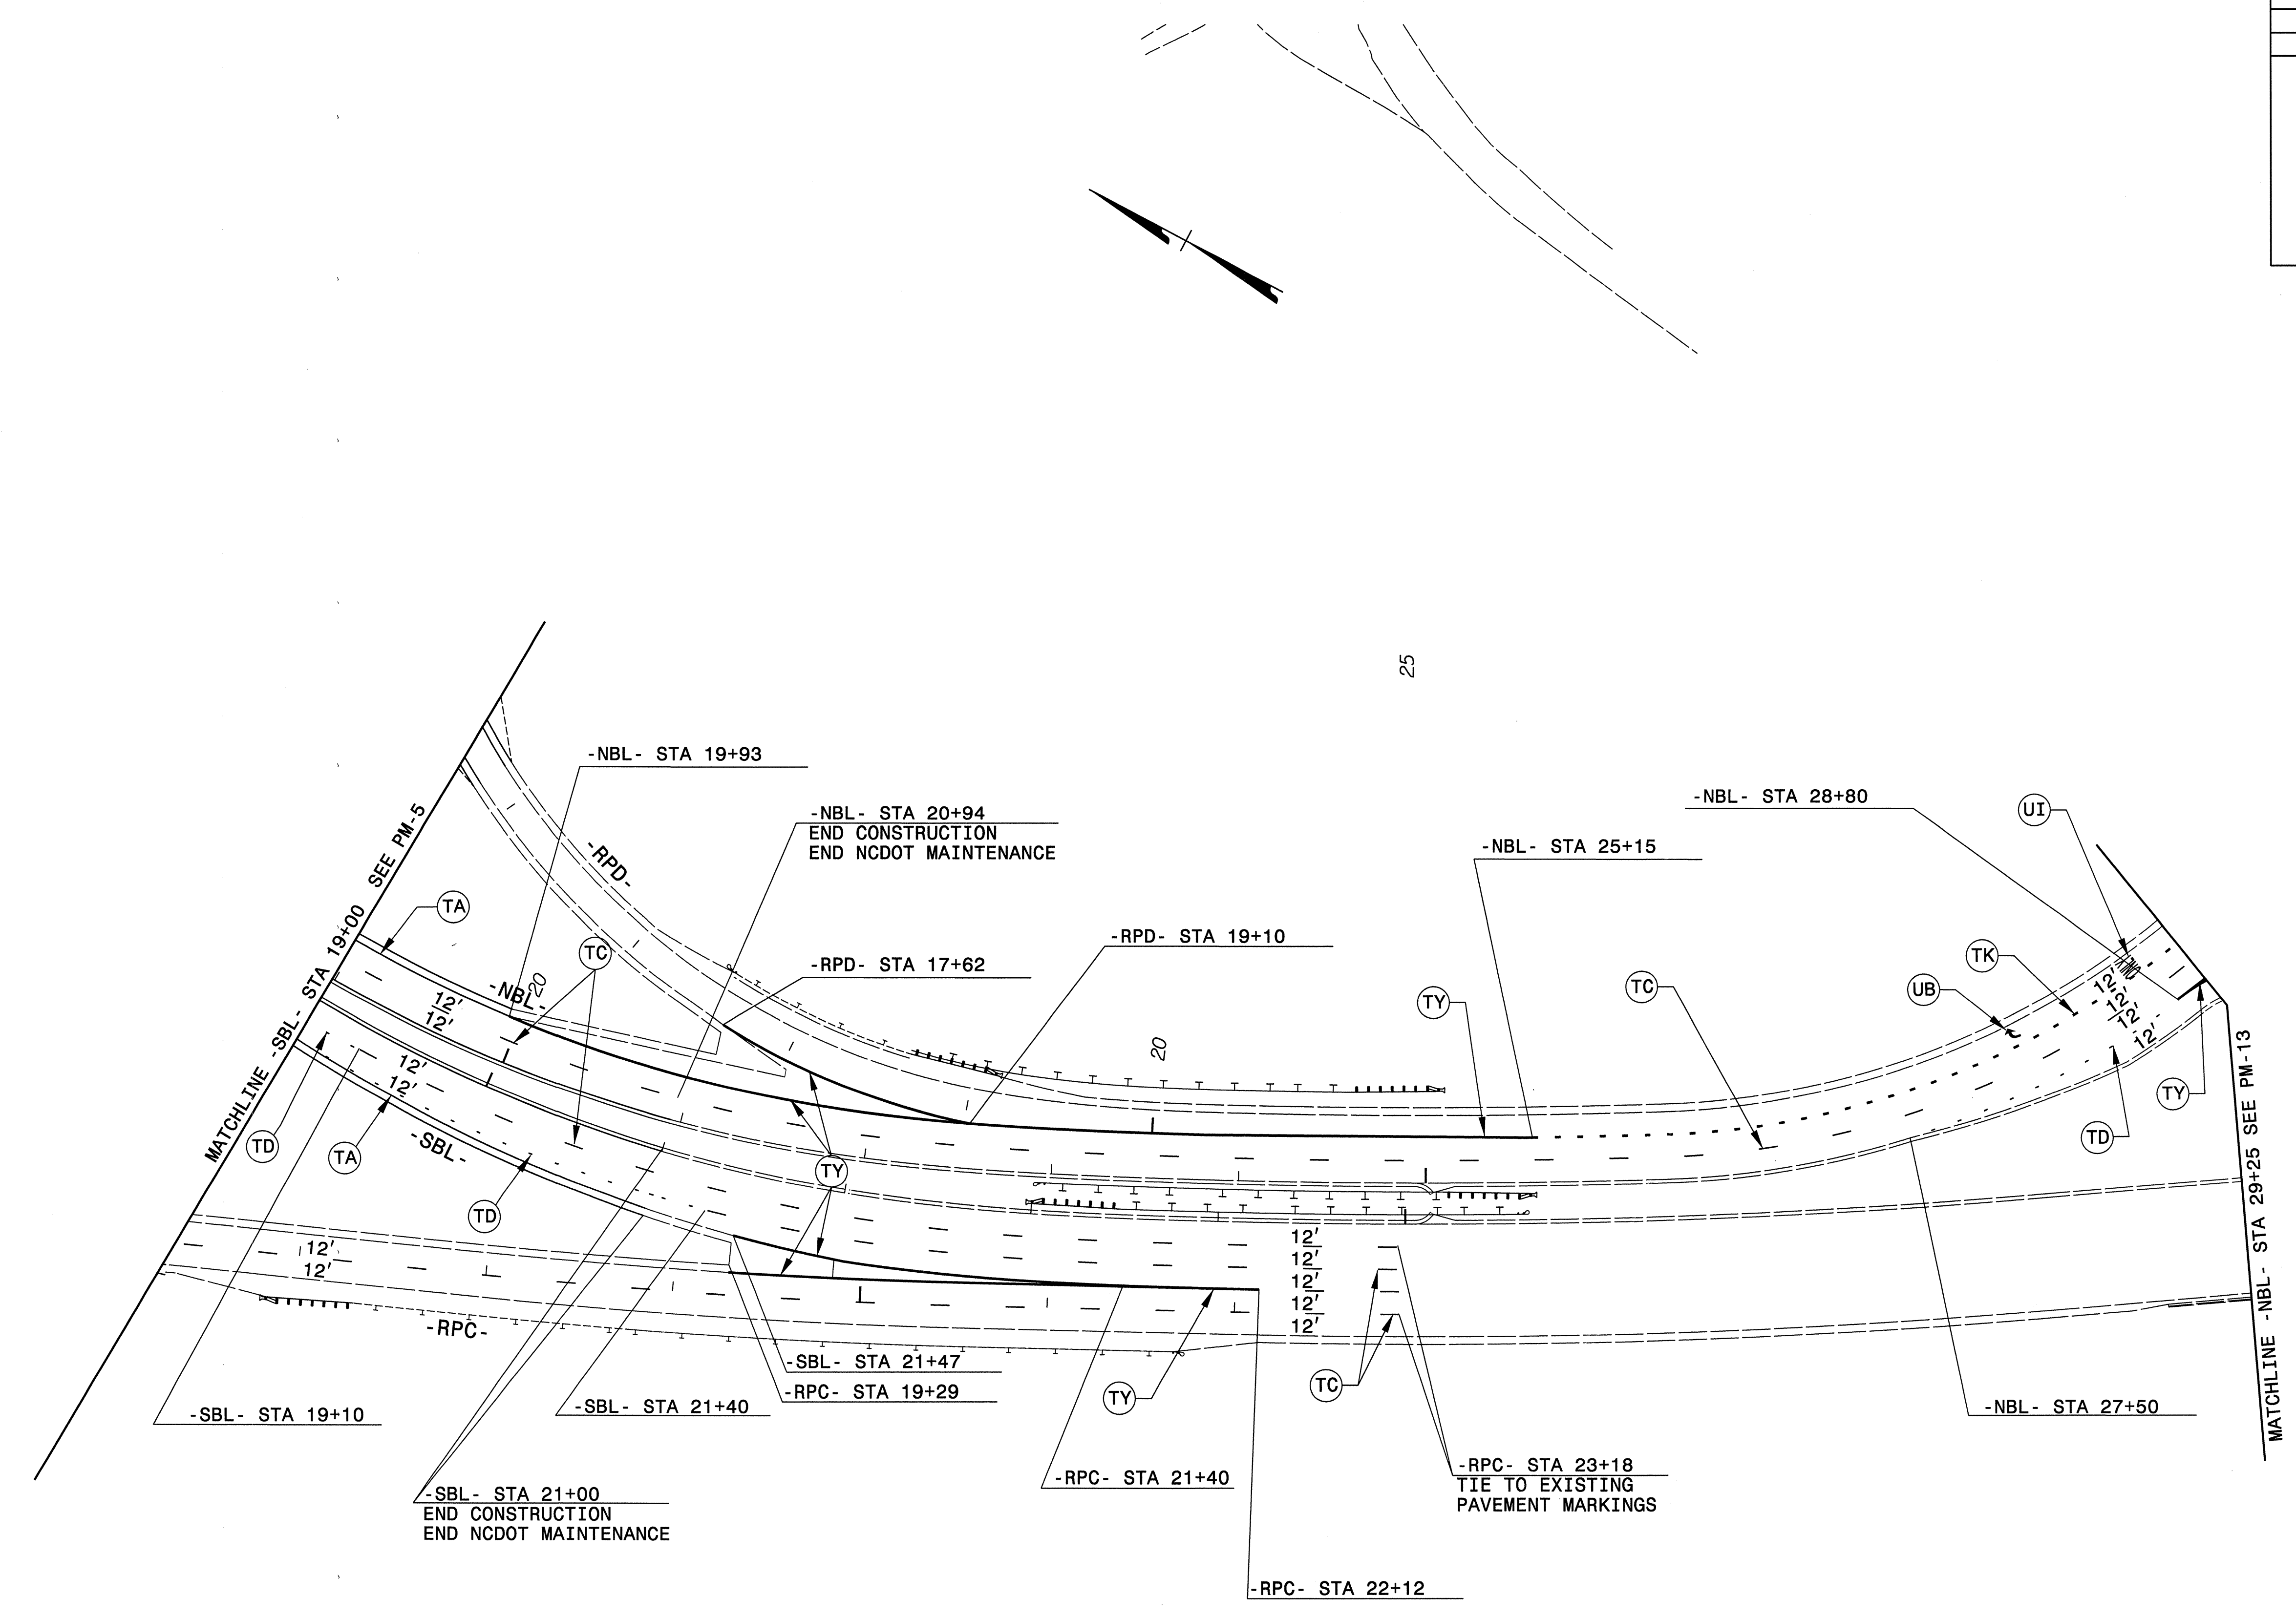 25
-NBL- STA 19+93
-NBL- STA 20+94
END CONSTRUCTION
END NCDOT MAINTENANCE
-NBL- STA 28+80
UI
-NBL- STA 25+15
SEE PM-5
MATCHLINE -SBL- STA 19+00
-RPD-
TA
TC
-RPD- STA 19+10
-RPD- STA 17+62
TK
UB
TC
TY
-NBL-
20
12'
12'
20
12'
12'
12'
12'
TY
TD
12'
12'
TD
TA
-SBL-
TD
TY
12'
12'
-RPC-
12'
12'
12'
12'
12'
TC
TY
-SBL- STA 21+47
-RPC- STA 19+29
-SBL- STA 19+10
-SBL- STA 21+40
-NBL- STA 27+50
MATCHLINE -NBL- STA 29+25 SEE PM-13
-RPC- STA 21+40
-RPC- STA 23+18
TIE TO EXISTING
PAVEMENT MARKINGS
-SBL- STA 21+00
END CONSTRUCTION
END NCDOT MAINTENANCE
-RPC- STA 22+12